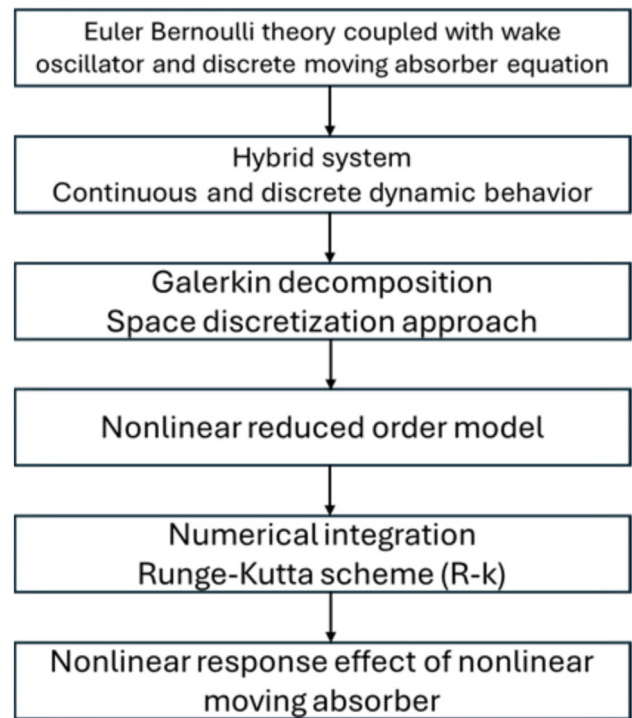 Euler Bernoulli theory coupled with wake
oscillator and discrete moving absorber equation
Hybrid system
Continuous and discrete dynamic behavior
Galerkin decomposition
Space discretization approach
Nonlinear reduced order model
Numerical integration
Runge-Kutta scheme (R-k)
Nonlinear response effect of nonlinear
moving absorber